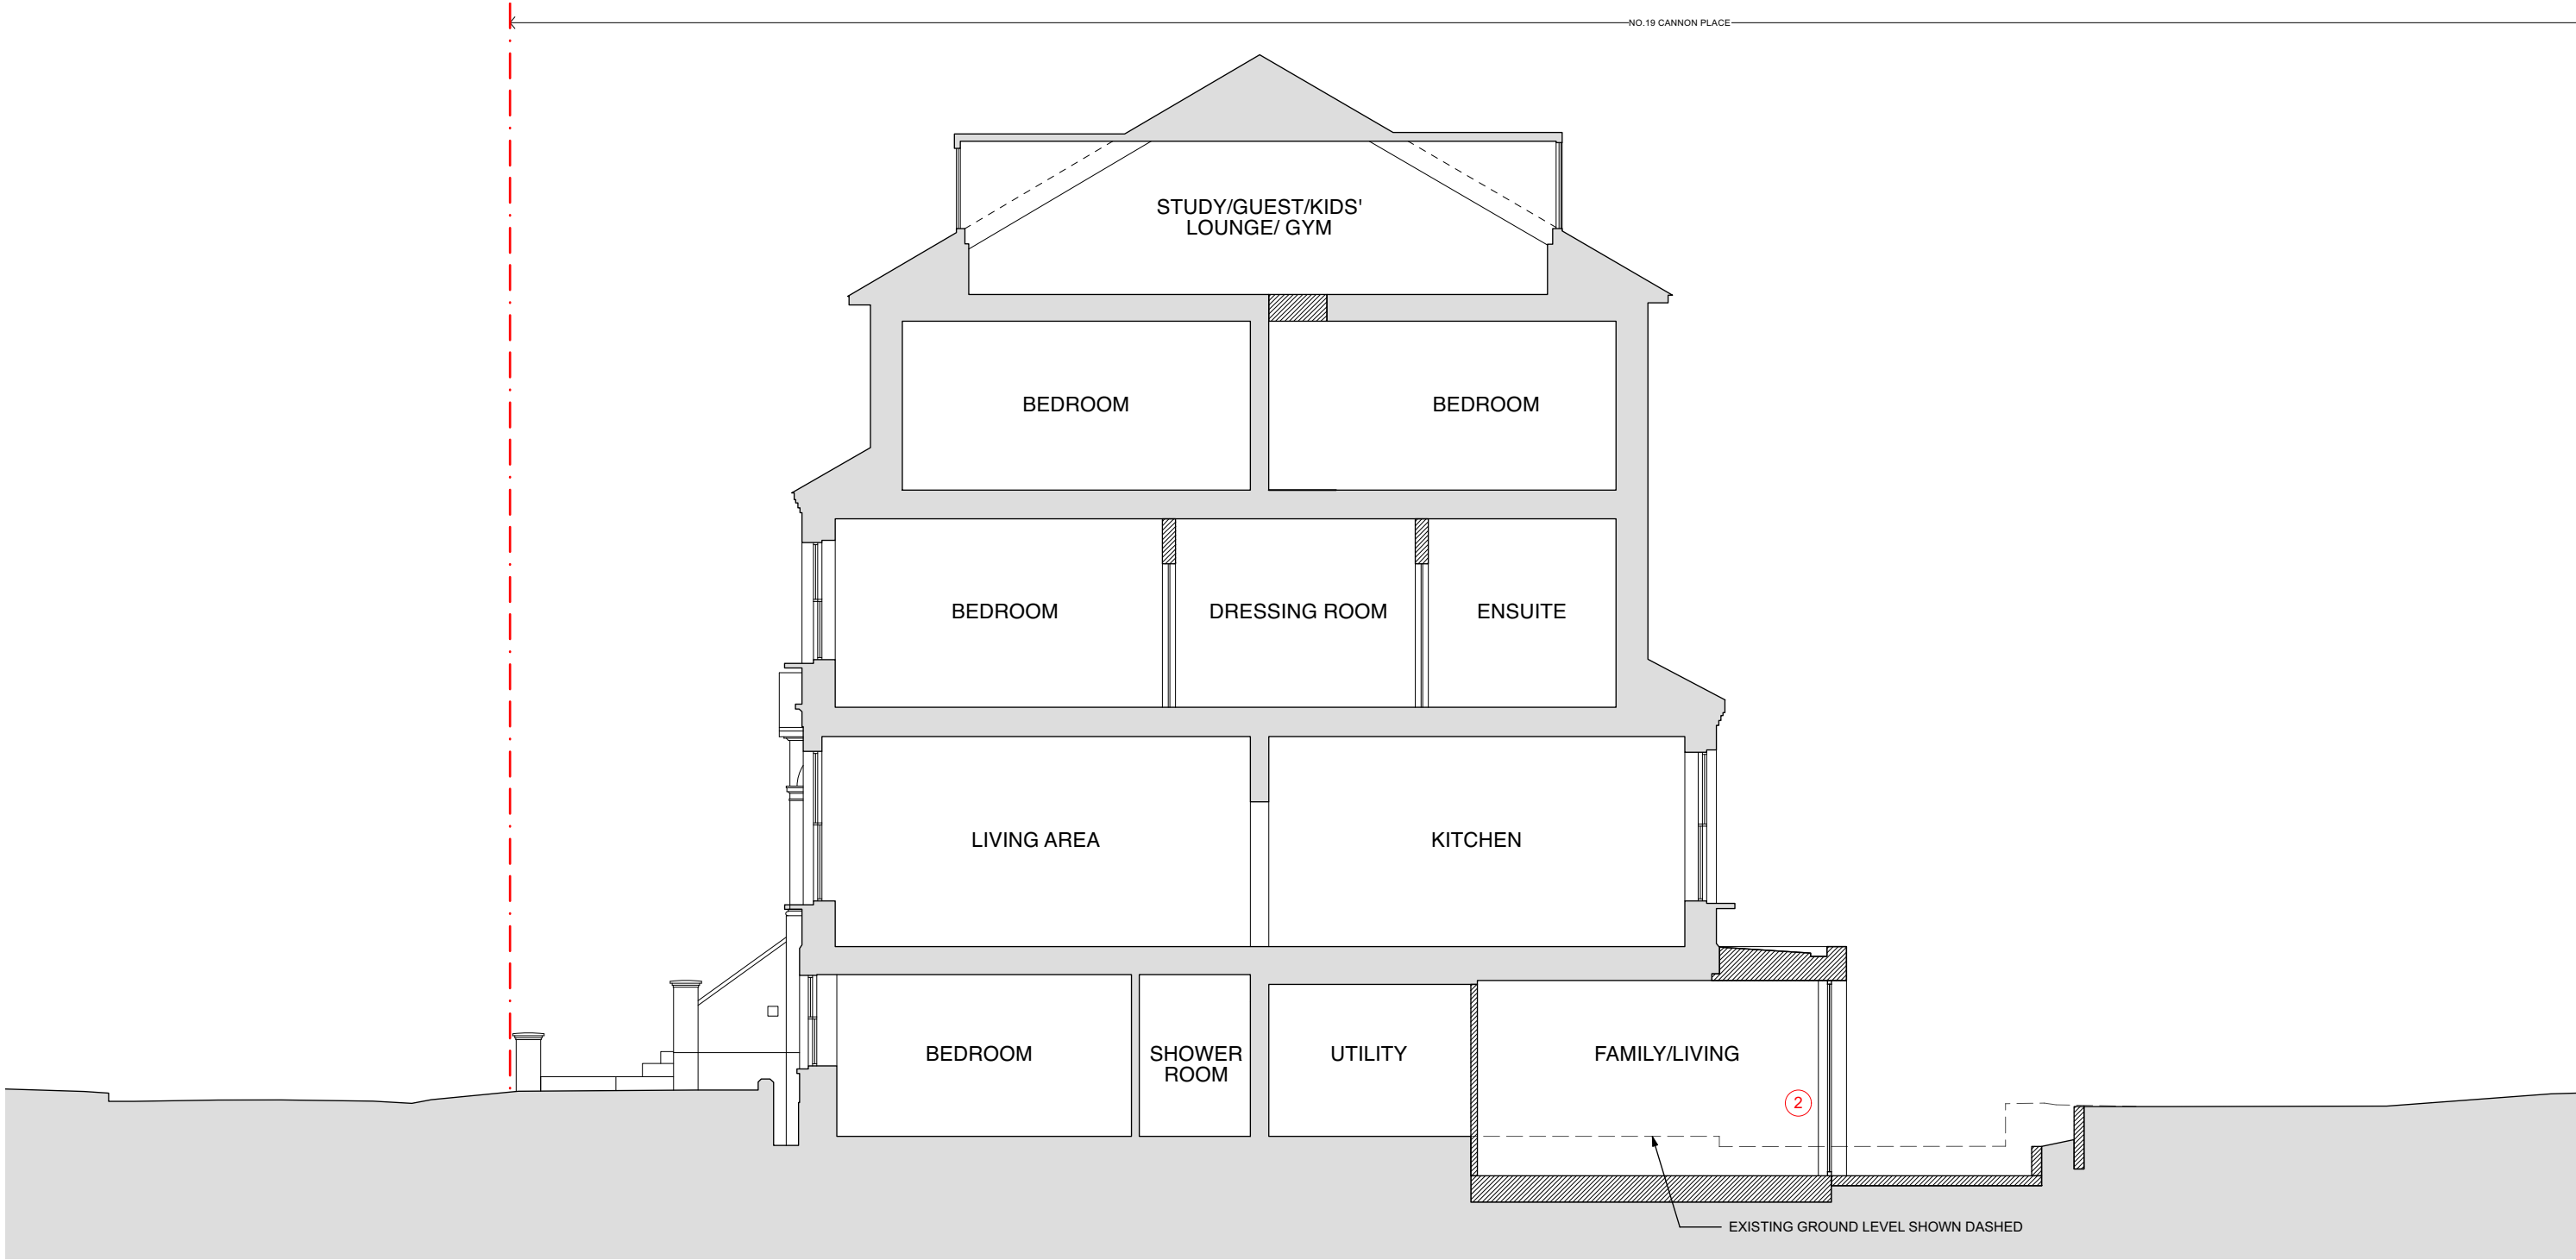 NO.19 CANNON PLACE
STUDY/GUEST/KIDS'
LOUNGE/ GYM
BEDROOM
BEDROOM
BEDROOM
DRESSING ROOM
ENSUITE
LIVING AREA
KITCHEN
BEDROOM
SHOWER
ROOM
UTILITY
FAMILY/LIVING
2
EXISTING GROUND LEVEL SHOWN DASHED